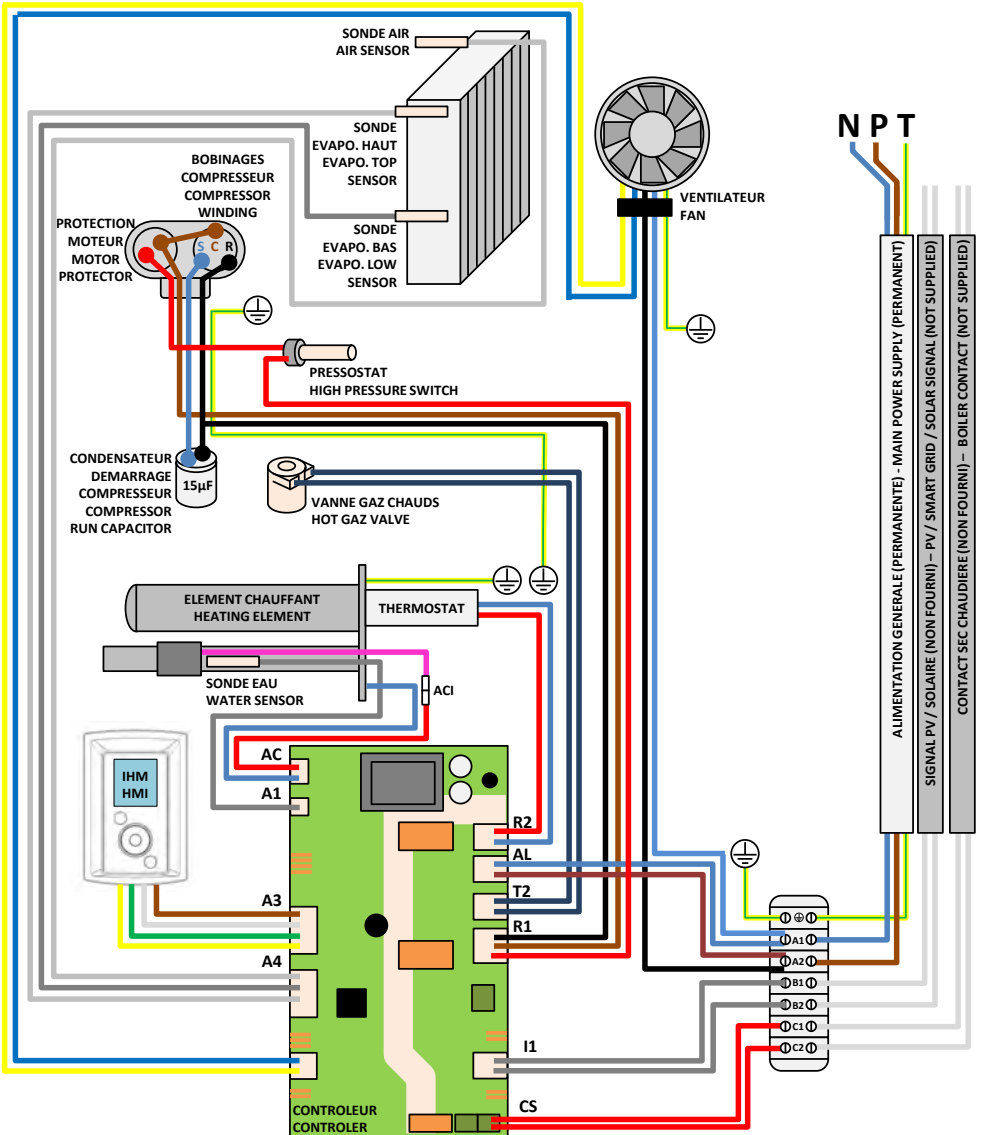 SONDE AIR
AIR SENSOR
SONDE
EVAPO. HAUT
EVAPO. TOP
SENSOR
SONDE
EVAPO. BAS
EVAPO. LOW
SENSOR
N P T
VENTILATEUR
FAN
BOBINAGES
COMPRESSEUR
COMPRESSOR
WINDING
PROTECTION
MOTEUR
MOTOR
PROTECTOR
S C R
PRESSOSTAT
HIGH PRESSURE SWITCH
CONDENSATEUR
DEMARRAGE
COMPRESSEUR
COMPRESSOR
RUN CAPACITOR
15µF
VANNE GAZ CHAUDS
HOT GAZ VALVE
ELEMENT CHAUFFANT
HEATING ELEMENT
THERMOSTAT
SONDE EAU
WATER SENSOR
ACI
ALIMENTATION GENERALE (PERMANENTE) - MAIN POWER SUPPLY (PERMANENT)
SIGNAL PV / SOLAIRE (NON FOURNI) – PV / SMART GRID / SOLAR SIGNAL (NOT SUPPLIED)
CONTACT SEC CHAUDIERE (NON FOURNI) – BOILER CONTACT (NOT SUPPLIED)
IHM
HMI
AC
A1
A3
A4
R2
AL
T2
R1
I1
CS
A1
A2
B1
B2
C1
C2
CONTROLEUR
CONTROLER